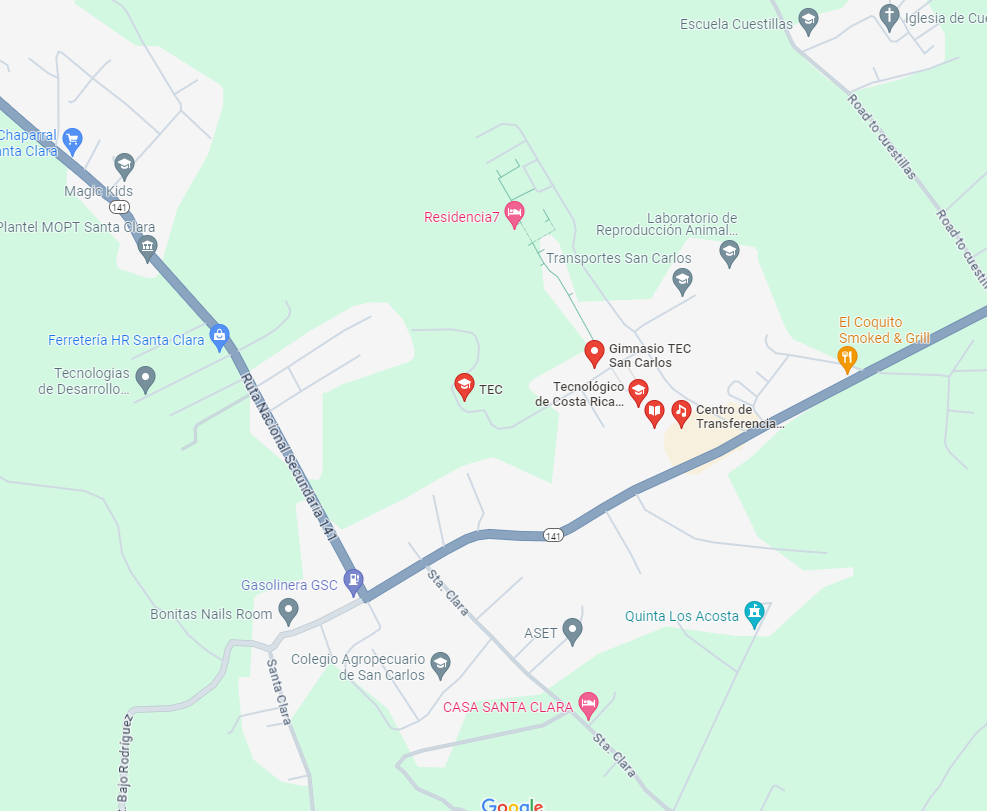 Escuela Cuestillas
Iglesia de Cue
Road to cuestillas
Chaparral
nta Clara
Magic Kids
141
Plantel MOPT Santa Clara
Residencia7
Laboratorio de
Reproducción Animal...
Transportes San Carlos
Road to cuestillas
Ferretería HR Santa Clara
El Coquito
Smoked & Grill
Gimnasio TEC
San Carlos
Tecnologias
de Desarrollo...
TEC
Tecnológico
de Costa Rica...
Centro de
Transferencia...
Ruta Nacional Secundaria 141
141
Gasolinera GSC
Sta. Clara
Bonitas Nails Room
Quinta Los Acosta
ASET
Colegio Agropecuario
de San Carlos
Santa Clara
CASA SANTA CLARA
Sta. Clara
. Bajo Rodríguez
Google